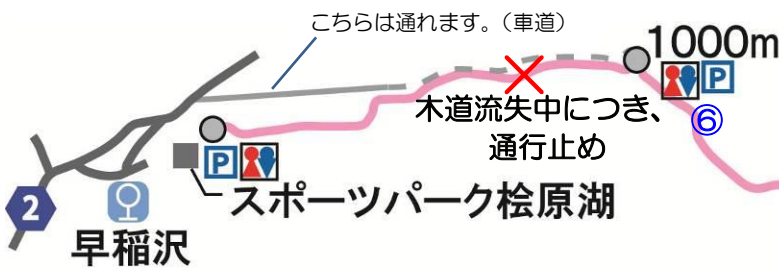 こちらは通れます。（車道）
1000m
P
木道流失中につき、
通行止め
⑥
P
スポーツパーク桧原湖
2
早稲沢